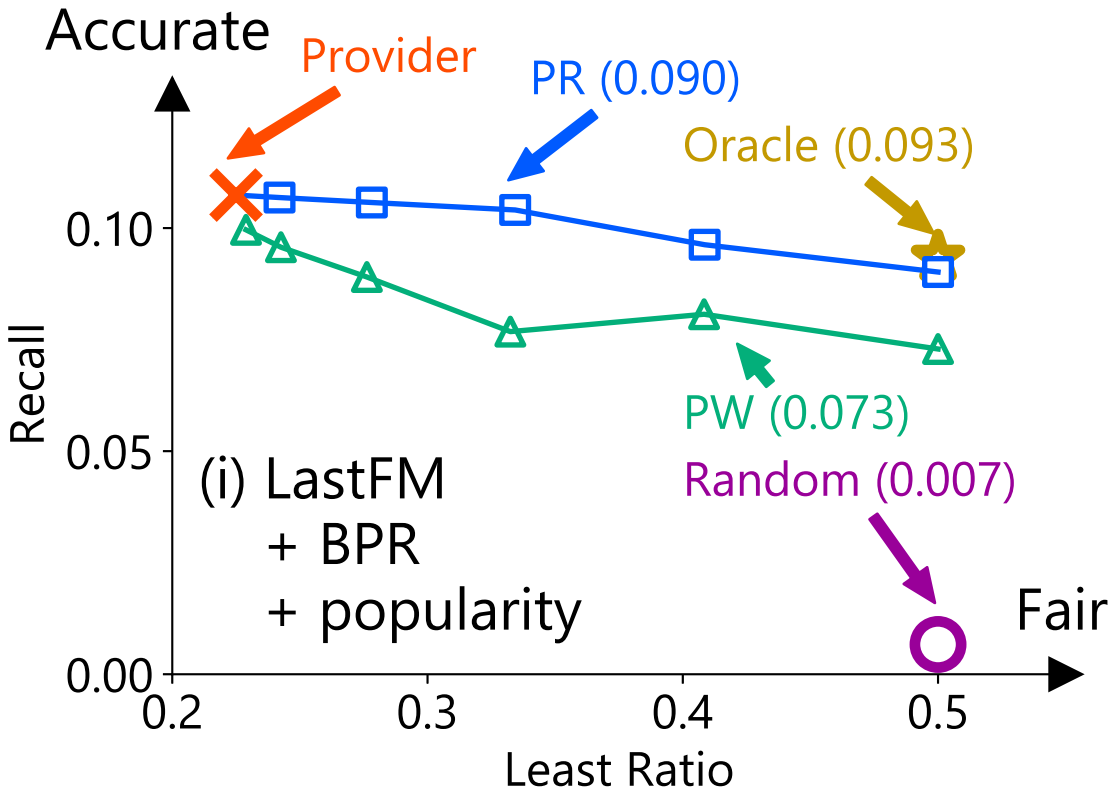 Accurate
Provider
PR (0.090)
Oracle (0.093)
0.10
Recall
PW (0.073)
0.05
(i) LastFM
Random (0.007)
+ BPR
+ popularity
Fair
0.00
0.2 0.3 0.4 0.5
Least Ratio